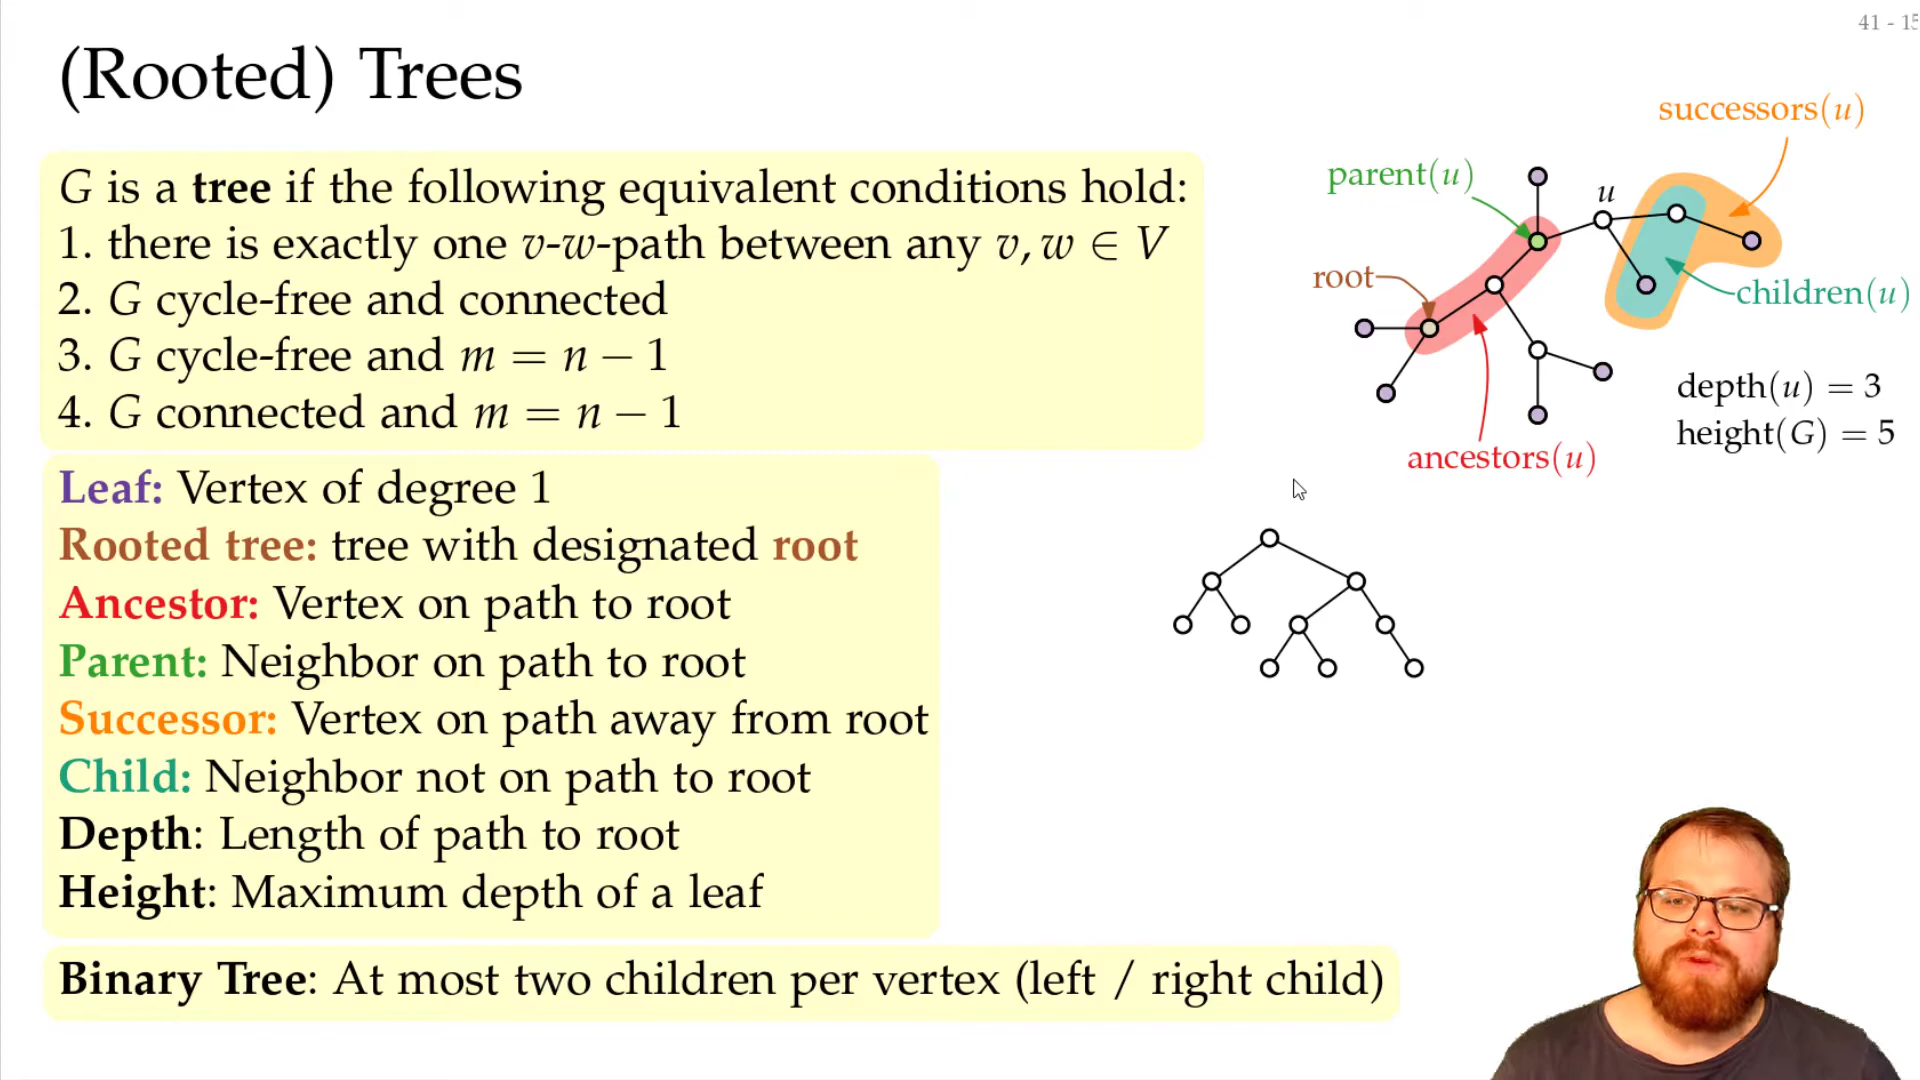 41 - 15
(Rooted) Trees
G is a tree if the following equivalent conditions hold:
1. there is exactly one v-w-path between any v, w ∈ V
2. G cycle-free and connected
3. G cycle-free and m = n − 1
4. G connected and m = n − 1
Leaf: Vertex of degree 1
Rooted tree: tree with designated root
Ancestor: Vertex on path to root
Parent: Neighbor on path to root
Successor: Vertex on path away from root
Child: Neighbor not on path to root
Depth: Length of path to root
Height: Maximum depth of a leaf
Binary Tree: At most two children per vertex (left / right child)
successors(u)
parent(u)
u
root
children(u)
depth(u) = 3
height(G) = 5
ancestors(u)